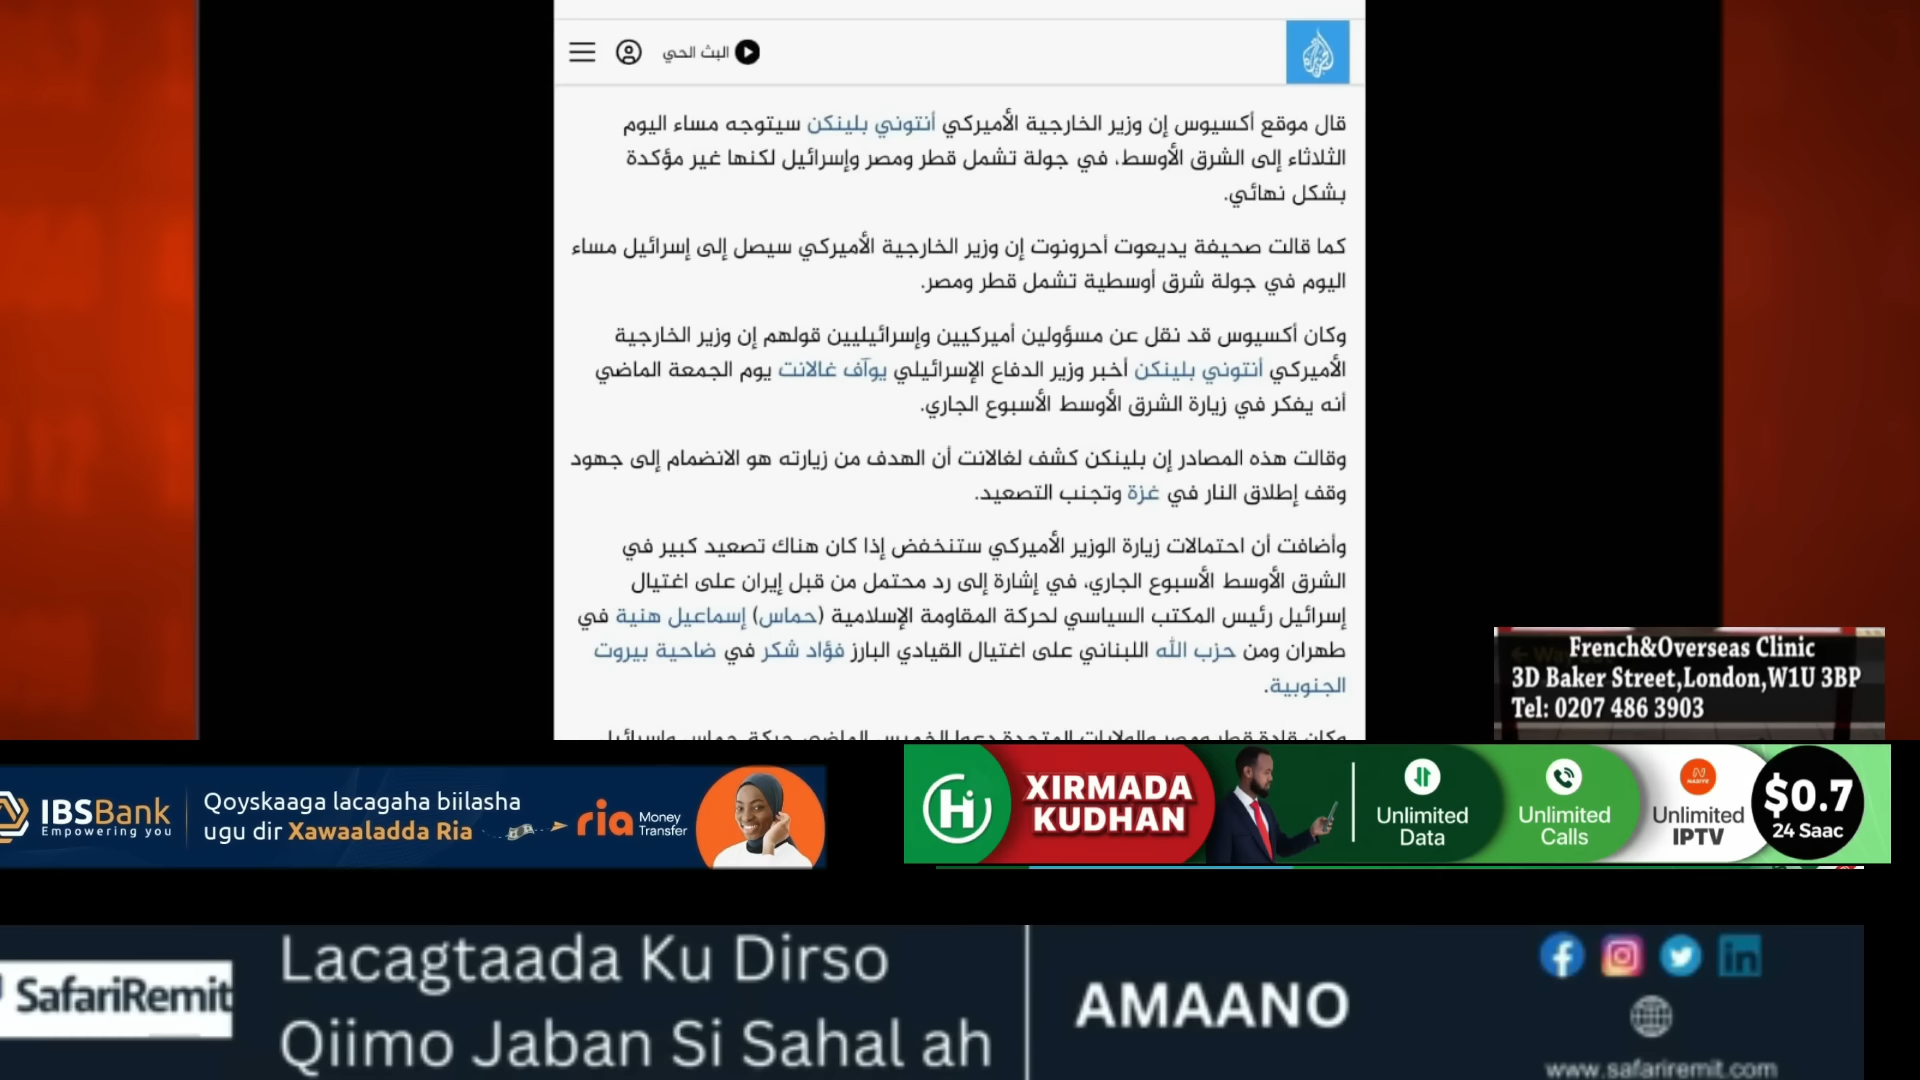 البث الحي
قال موقع أكسيوس إن وزير الخارجية الأميركي أنتوني بلينكن سيتوجه مساء اليوم
الثلاثاء إلى الشرق الأوسط، في جولة تشمل قطر ومصر وإسرائيل لكنها غير مؤكدة
بشكل نهائي.
كما قالت صحيفة يديعوت أحرونوت إن وزير الخارجية الأميركي سيصل إلى إسرائيل مساء
اليوم في جولة شرق أوسطية تشمل قطر ومصر.
وكان أكسيوس قد نقل عن مسؤولين أميركيين وإسرائيليين قولهم إن وزير الخارجية
الأميركي أنتوني بلينكن أخبر وزير الدفاع الإسرائيلي يوآف غالانت يوم الجمعة الماضي
أنه يفكر في زيارة الشرق الأوسط الأسبوع الجاري.
وقالت هذه المصادر إن بلينكن كشف لغالانت أن الهدف من زيارته هو الانضمام إلى جهود
وقف إطلاق النار في غزة وتجنب التصعيد.
وأضافت أن احتمالات زيارة الوزير الأميركي ستنخفض إذا كان هناك تصعيد كبير في
الشرق الأوسط الأسبوع الجاري، في إشارة إلى رد محتمل من قبل إيران على اغتيال
إسرائيل رئيس المكتب السياسي لحركة المقاومة الإسلامية (حماس) إسماعيل هنية في
طهران ومن حزب الله اللبناني على اغتيال القيادي البارز فؤاد شكر في ضاحية بيروت
الجنوبية.
French&Overseas Clinic
3D Baker Street,London,W1U 3BP
Tel: 0207 486 3903
IBSBank
Empowering you
Qoyskaaga lacagaha biilasha
ugu dir Xawaaladda Ria
ria Money
Transfer
XIRMADA
KUDHAN
Unlimited
Data
Unlimited
Calls
Unlimited
IPTV
$0.7
24 Saac
SafariRemit
Lacagtaada Ku Dirso
Qiimo Jaban Si Sahal ah
AMAANO
www.safariremit.com